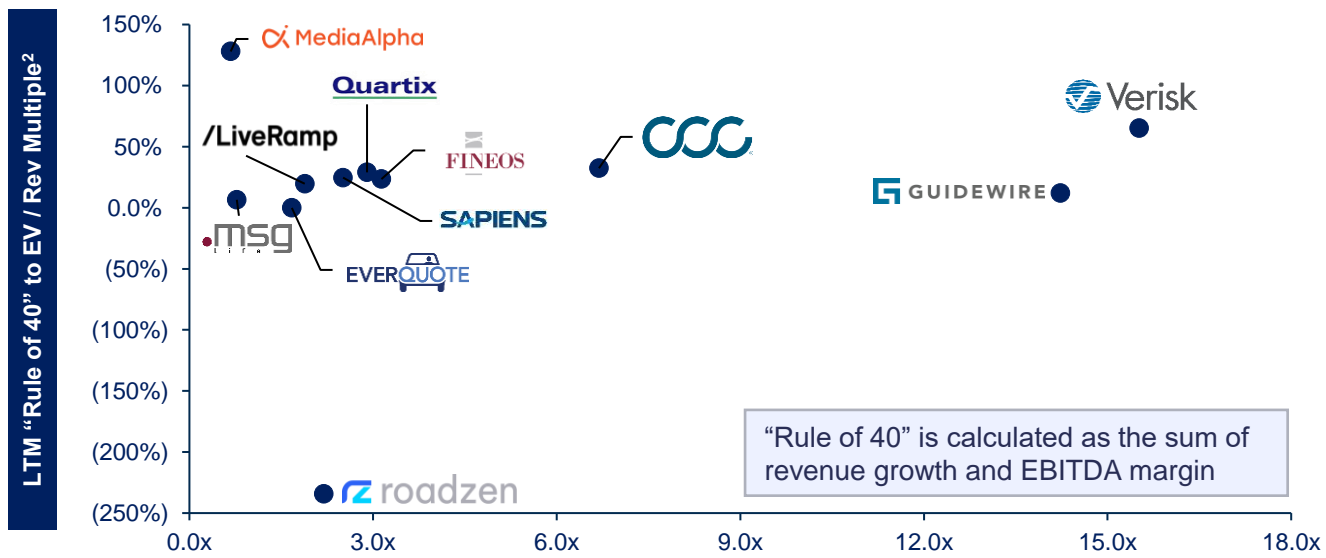 LTM “Rule of 40” to EV / Rev Multiple²
150%
100%
50%
0.0%
(50%)
(100%)
(150%)
(200%)
(250%)
MediaAlpha
Quartix
/LiveRamp
FINEOS
CCC
Verisk
GUIDEWIRE
SAPIENS
msg
Life
EVERQUOTE
roadzen
“Rule of 40” is calculated as the sum of
revenue growth and EBITDA margin
0.0x
3.0x
6.0x
9.0x
12.0x
15.0x
18.0x